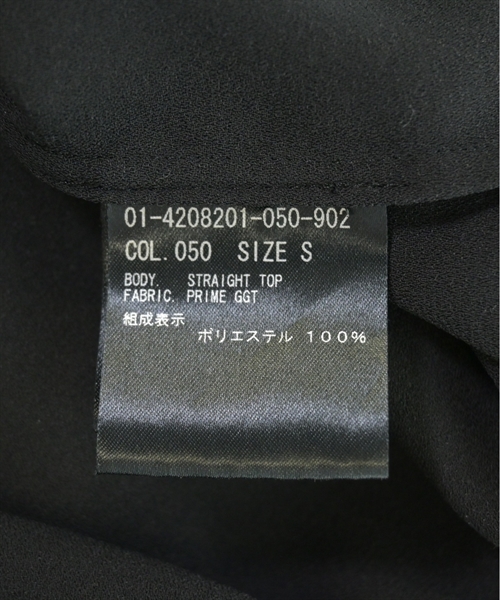 01-4208201-050-902
COL.050 SIZE S
BODY. STRAIGHT TOP
FABRIC. PRIME GGT
組成表示
ポリエステル 100%